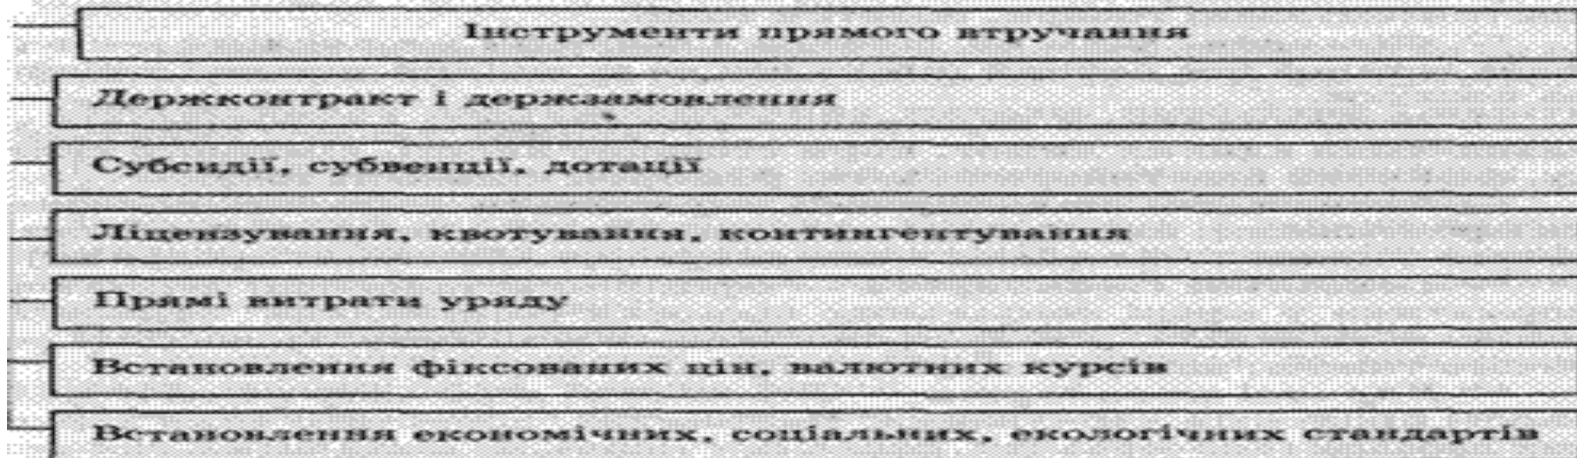 Інструменти прямого втручання
Держконтракт і держзамовлення
Субсидії, субвенції, дотації
Ліцензування, квотування, контингентування
Прямі витрати уряду
Встановлення фіксованих цін, валютних курсів
Встановлення економічних, соціальних, екологічних стандартів